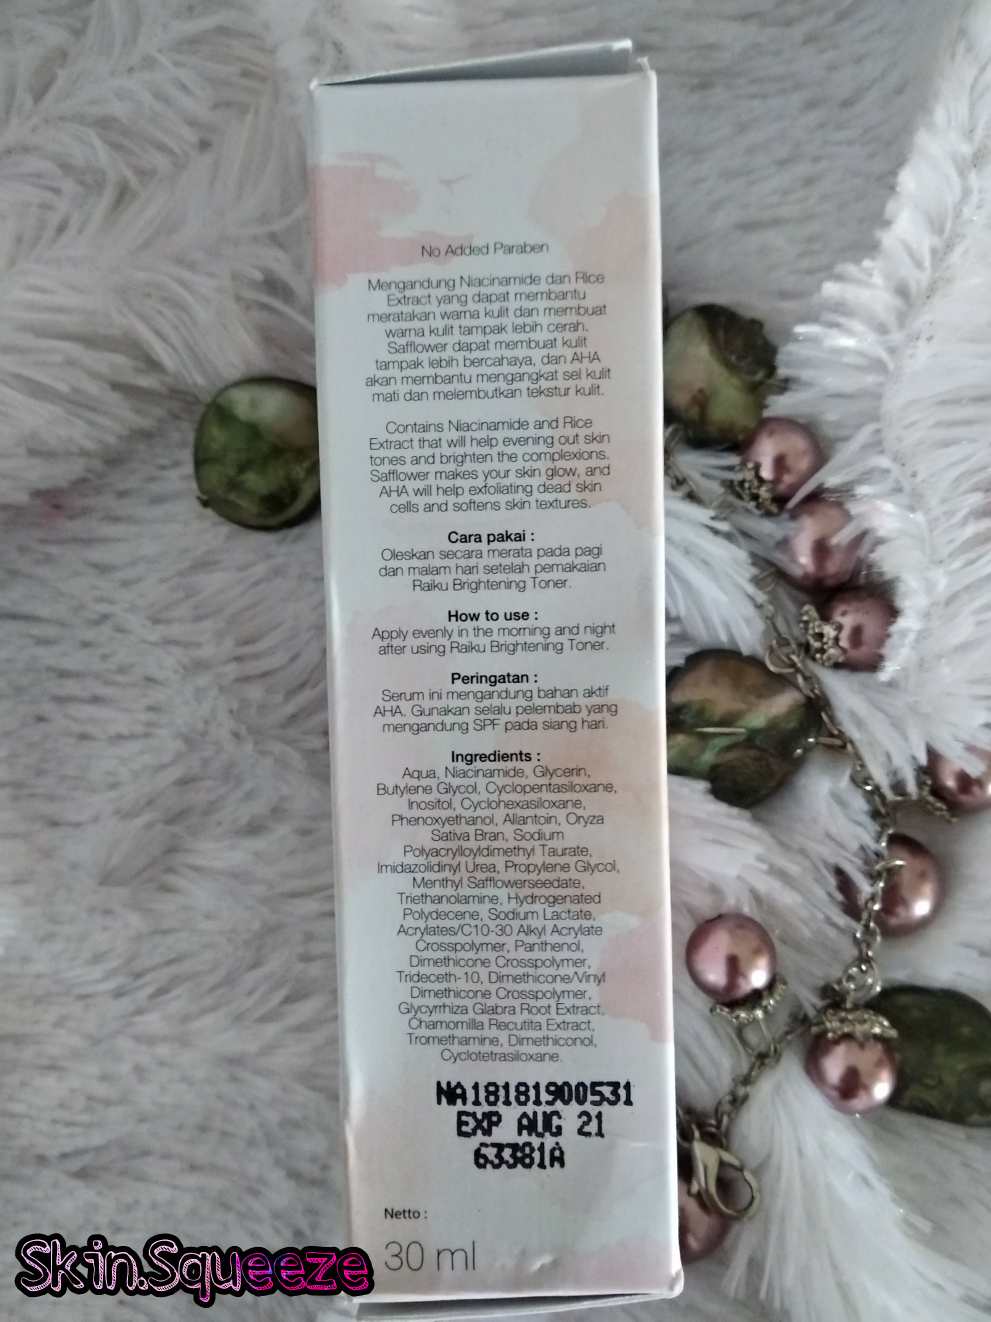 No Added Paraben
Mengandung Niacinamide dan Rice
Extract yang dapat membantu
meratakan warna kulit dan membuat
warna kulit tampak lebih cerah.
Safflower dapat membuat kulit
tampak lebih bercahaya, dan AHA
akan membantu mengangkat sel kulit
mati dan melembutkan tekstur kulit.
Contains Niacinamide and Rice
Extract that will help evening out skin
tones and brighten the complexions.
Safflower makes your skin glow, and
AHA will help exfoliating dead skin
cells and softens skin textures.
Cara pakai :
Oleskan secara merata pada pagi
dan malam hari setelah pemakaian
Raiku Brightening Toner.
How to use :
Apply evenly in the morning and night
after using Raiku Brightening Toner.
Peringatan :
Serum ini mengandung bahan aktif
AHA. Gunakan selalu pelembab yang
mengandung SPF pada siang hari.
Ingredients :
Aqua, Niacinamide, Glycerin,
Butylene Glycol, Cyclopentasiloxane,
Inositol, Cyclohexasiloxane,
Phenoxyethanol, Allantoin, Oryza
Sativa Bran, Sodium
Polyacrylloyldimethyl Taurate,
Imidazolidinyl Urea, Propylene Glycol,
Menthyl Safflowerseedate,
Triethanolamine, Hydrogenated
Polydecene, Sodium Lactate,
Acrylates/C10-30 Alkyl Acrylate
Crosspolymer, Panthenol,
Dimethicone Crosspolymer,
Trideceth-10, Dimethicone/Vinyl
Dimethicone Crosspolymer,
Glycyrrhiza Glabra Root Extract,
Chamomilla Recutita Extract,
Tromethamine, Dimethiconol,
Cyclotetrasiloxane.
NA18181900531
EXP AUG 21
63381A
Netto :
30 ml
Skin.Squeeze